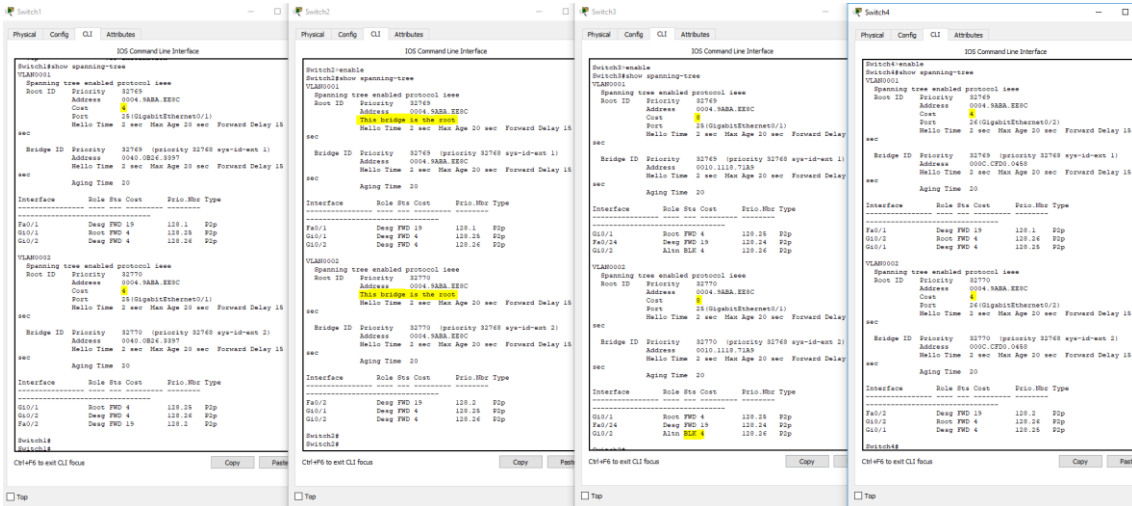 Switch1
Physical Config CLI Attributes
IOS Command Line Interface
Switch1#show spanning-tree
VLAN0001
Spanning tree enabled protocol ieee
Root ID Priority 32769
Address 0004.9ABA.EE8C
Cost 4
Port 25(GigabitEthernet0/1)
Hello Time 2 sec Max Age 20 sec Forward Delay 15
sec
Bridge ID Priority 32769 (priority 32768 sys-id-ext 1)
Address 0040.0B26.3397
Hello Time 2 sec Max Age 20 sec Forward Delay 15
sec
Aging Time 20
Interface Role Sts Cost Prio.Nbr Type
---------------- ---- --- --------- -------- --------------------------------
Fa0/1 Desg FWD 19 128.1 P2p
Gi0/1 Root FWD 4 128.25 P2p
Gi0/2 Desg FWD 4 128.26 P2p
VLAN0002
Spanning tree enabled protocol ieee
Root ID Priority 32770
Address 0004.9ABA.EE8C
Cost 4
Port 25(GigabitEthernet0/1)
Hello Time 2 sec Max Age 20 sec Forward Delay 15
sec
Bridge ID Priority 32770 (priority 32768 sys-id-ext 2)
Address 0040.0B26.3397
Hello Time 2 sec Max Age 20 sec Forward Delay 15
sec
Aging Time 20
Interface Role Sts Cost Prio.Nbr Type
---------------- ---- --- --------- -------- --------------------------------
Gi0/1 Root FWD 4 128.25 P2p
Gi0/2 Desg FWD 4 128.26 P2p
Fa0/2 Desg FWD 19 128.2 P2p
Switch1#
Switch1#
Ctrl+F6 to exit CLI focus
Copy
Paste
Top
Switch2
Physical Config CLI Attributes
IOS Command Line Interface
Switch2>enable
Switch2#show spanning-tree
VLAN0001
Spanning tree enabled protocol ieee
Root ID Priority 32769
Address 0004.9ABA.EE8C
This bridge is the root
Hello Time 2 sec Max Age 20 sec Forward Delay 15
sec
Bridge ID Priority 32769 (priority 32768 sys-id-ext 1)
Address 0004.9ABA.EE8C
Hello Time 2 sec Max Age 20 sec Forward Delay 15
sec
Aging Time 20
Interface Role Sts Cost Prio.Nbr Type
---------------- ---- --- --------- -------- --------------------------------
Fa0/1 Desg FWD 19 128.1 P2p
Gi0/1 Desg FWD 4 128.25 P2p
Gi0/2 Desg FWD 4 128.26 P2p
VLAN0002
Spanning tree enabled protocol ieee
Root ID Priority 32770
Address 0004.9ABA.EE8C
This bridge is the root
Hello Time 2 sec Max Age 20 sec Forward Delay 15
sec
Bridge ID Priority 32770 (priority 32768 sys-id-ext 2)
Address 0004.9ABA.EE8C
Hello Time 2 sec Max Age 20 sec Forward Delay 15
sec
Aging Time 20
Interface Role Sts Cost Prio.Nbr Type
---------------- ---- --- --------- -------- --------------------------------
Fa0/2 Desg FWD 19 128.2 P2p
Gi0/1 Desg FWD 4 128.25 P2p
Gi0/2 Desg FWD 4 128.26 P2p
Switch2#
Switch2#
Ctrl+F6 to exit CLI focus
Copy
Past
Top
Switch3
Physical Config CLI Attributes
IOS Command Line Interface
Switch3>enable
Switch3#show spanning-tree
VLAN0001
Spanning tree enabled protocol ieee
Root ID Priority 32769
Address 0004.9ABA.EE8C
Cost 8
Port 25(GigabitEthernet0/1)
Hello Time 2 sec Max Age 20 sec Forward Delay
sec
Bridge ID Priority 32769 (priority 32768 sys-id-ext 1)
Address 0010.1118.71A9
Hello Time 2 sec Max Age 20 sec Forward Delay
sec
Aging Time 20
Interface Role Sts Cost Prio.Nbr Type
---------------- ---- --- --------- -------- --------------------------------
Gi0/1 Root FWD 4 128.25 P2p
Fa0/24 Desg FWD 19 128.24 P2p
Gi0/2 Altn BLK 4 128.26 P2p
VLAN0002
Spanning tree enabled protocol ieee
Root ID Priority 32770
Address 0004.9ABA.EE8C
Cost 8
Port 25(GigabitEthernet0/1)
Hello Time 2 sec Max Age 20 sec Forward Delay
sec
Bridge ID Priority 32770 (priority 32768 sys-id-ext 2)
Address 0010.1118.71A9
Hello Time 2 sec Max Age 20 sec Forward Delay
sec
Aging Time 20
Interface Role Sts Cost Prio.Nbr Type
---------------- ---- --- --------- -------- --------------------------------
Gi0/1 Root FWD 4 128.25 P2p
Fa0/24 Desg FWD 19 128.24 P2p
Gi0/2 Altn BLK 4 128.26 P2p
Ctrl+F6 to exit CLI focus
Copy
Top
Switch4
Physical Config CLI Attributes
IOS Command Line Interface
Switch4>enable
Switch4#show spanning-tree
VLAN0001
Spanning tree enabled protocol ieee
Root ID Priority 32769
Address 0004.9ABA.EE8C
Cost 4
Port 26(GigabitEthernet0/2)
Hello Time 2 sec Max Age 20 sec Forward Delay 15
sec
Bridge ID Priority 32769 (priority 32768 sys-id-ext 1)
Address 000C.CFD0.0458
Hello Time 2 sec Max Age 20 sec Forward Delay 15
sec
Aging Time 20
Interface Role Sts Cost Prio.Nbr Type
---------------- ---- --- --------- -------- --------------------------------
Fa0/1 Desg FWD 19 128.1 P2p
Gi0/2 Root FWD 4 128.26 P2p
Gi0/1 Desg FWD 4 128.25 P2p
VLAN0002
Spanning tree enabled protocol ieee
Root ID Priority 32770
Address 0004.9ABA.EE8C
Cost 4
Port 26(GigabitEthernet0/2)
Hello Time 2 sec Max Age 20 sec Forward Delay 15
sec
Bridge ID Priority 32770 (priority 32768 sys-id-ext 2)
Address 000C.CFD0.0458
Hello Time 2 sec Max Age 20 sec Forward Delay 15
sec
Aging Time 20
Interface Role Sts Cost Prio.Nbr Type
---------------- ---- --- --------- -------- --------------------------------
Fa0/2 Desg FWD 19 128.2 P2p
Gi0/2 Root FWD 4 128.26 P2p
Gi0/1 Desg FWD 4 128.25 P2p
Switch4#
Ctrl+F6 to exit CLI focus
Copy
Past
Top